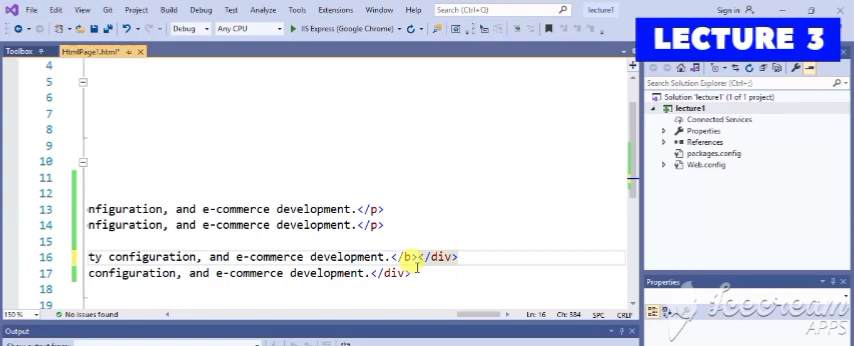 File Edit View Git Project Build Debug Test Analyze Tools Extensions Window Help Search (Ctrl+Q) lecture1 Sign in
Debug Any CPU IIS Express (Google Chrome)
LECTURE 3
Toolbox HtmlPage1.html*
Search Solution Explorer (Ctrl+;)
Solution 'lecture1' (1 of 1 project)
lecture1
Connected Services
Properties
References
packages.config
Web.config
4
5
6
7
8
9
10
11
12
13 nfiguration, and e-commerce development.</p>
14 nfiguration, and e-commerce development.</p>
15
16 ty configuration, and e-commerce development.</b></div>
17 configuration, and e-commerce development.</div>
18
19
150 % No issues found Ln: 16 Ch: 584 SPC CRLF
Properties
Output
Show output from:
Icecream
APPS